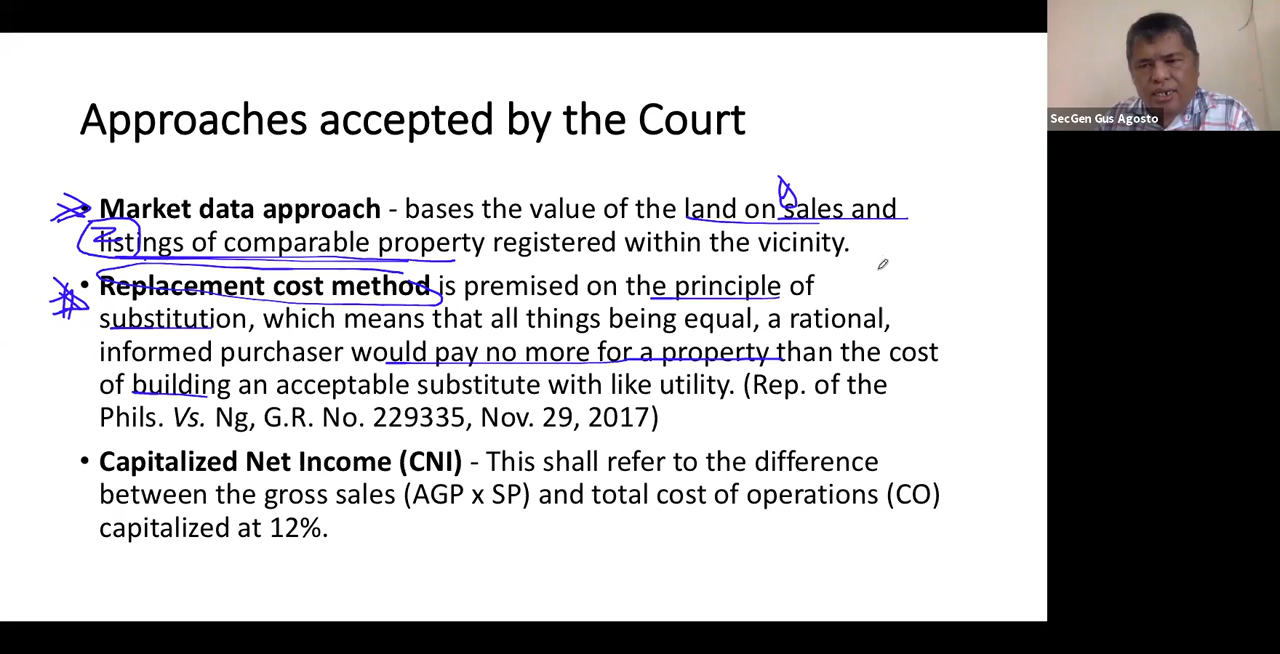 Approaches accepted by the Court
SecGen Gus Agosto
• Market data approach - bases the value of the land on sales and
listings of comparable property registered within the vicinity.
• Replacement cost method is premised on the principle of
substitution, which means that all things being equal, a rational,
informed purchaser would pay no more for a property than the cost
of building an acceptable substitute with like utility. (Rep. of the
Phils. Vs. Ng, G.R. No. 229335, Nov. 29, 2017)
• Capitalized Net Income (CNI) - This shall refer to the difference
between the gross sales (AGP x SP) and total cost of operations (CO)
capitalized at 12%.